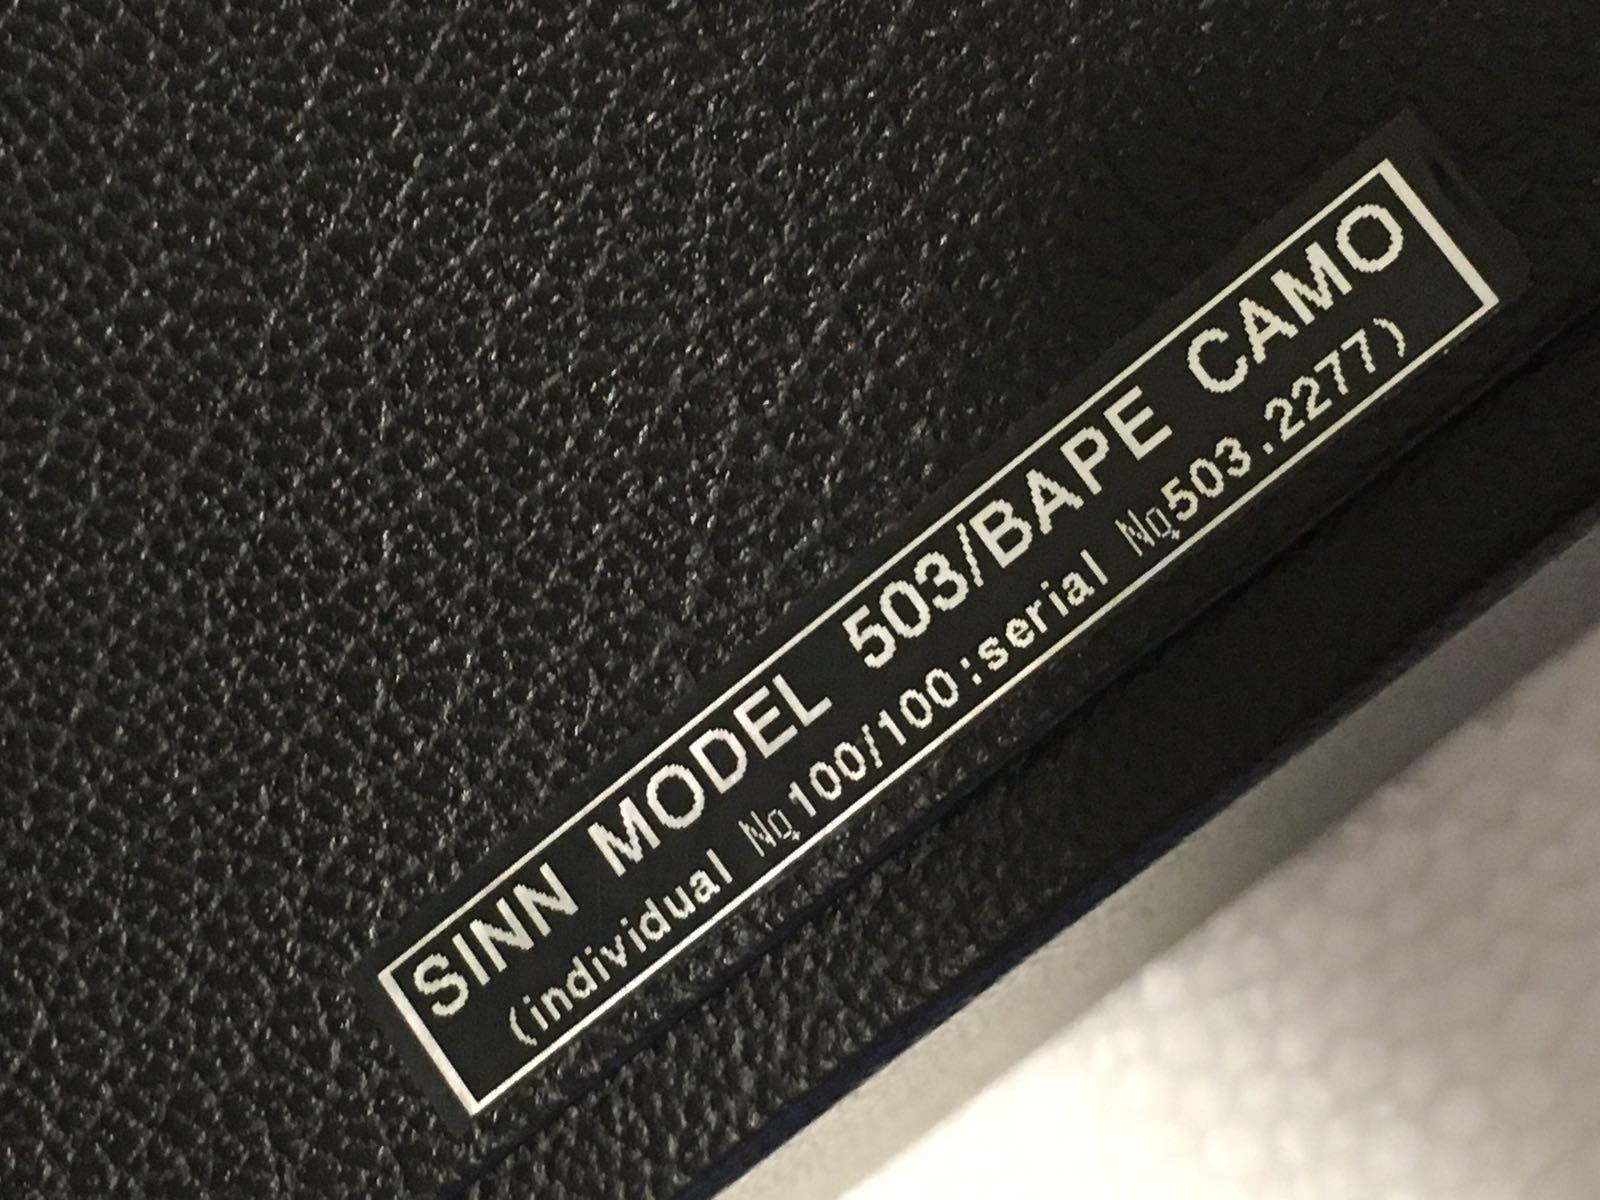 SINN MODEL 503/BAPE CAMO
(individual №100/100:serial №503.2277)